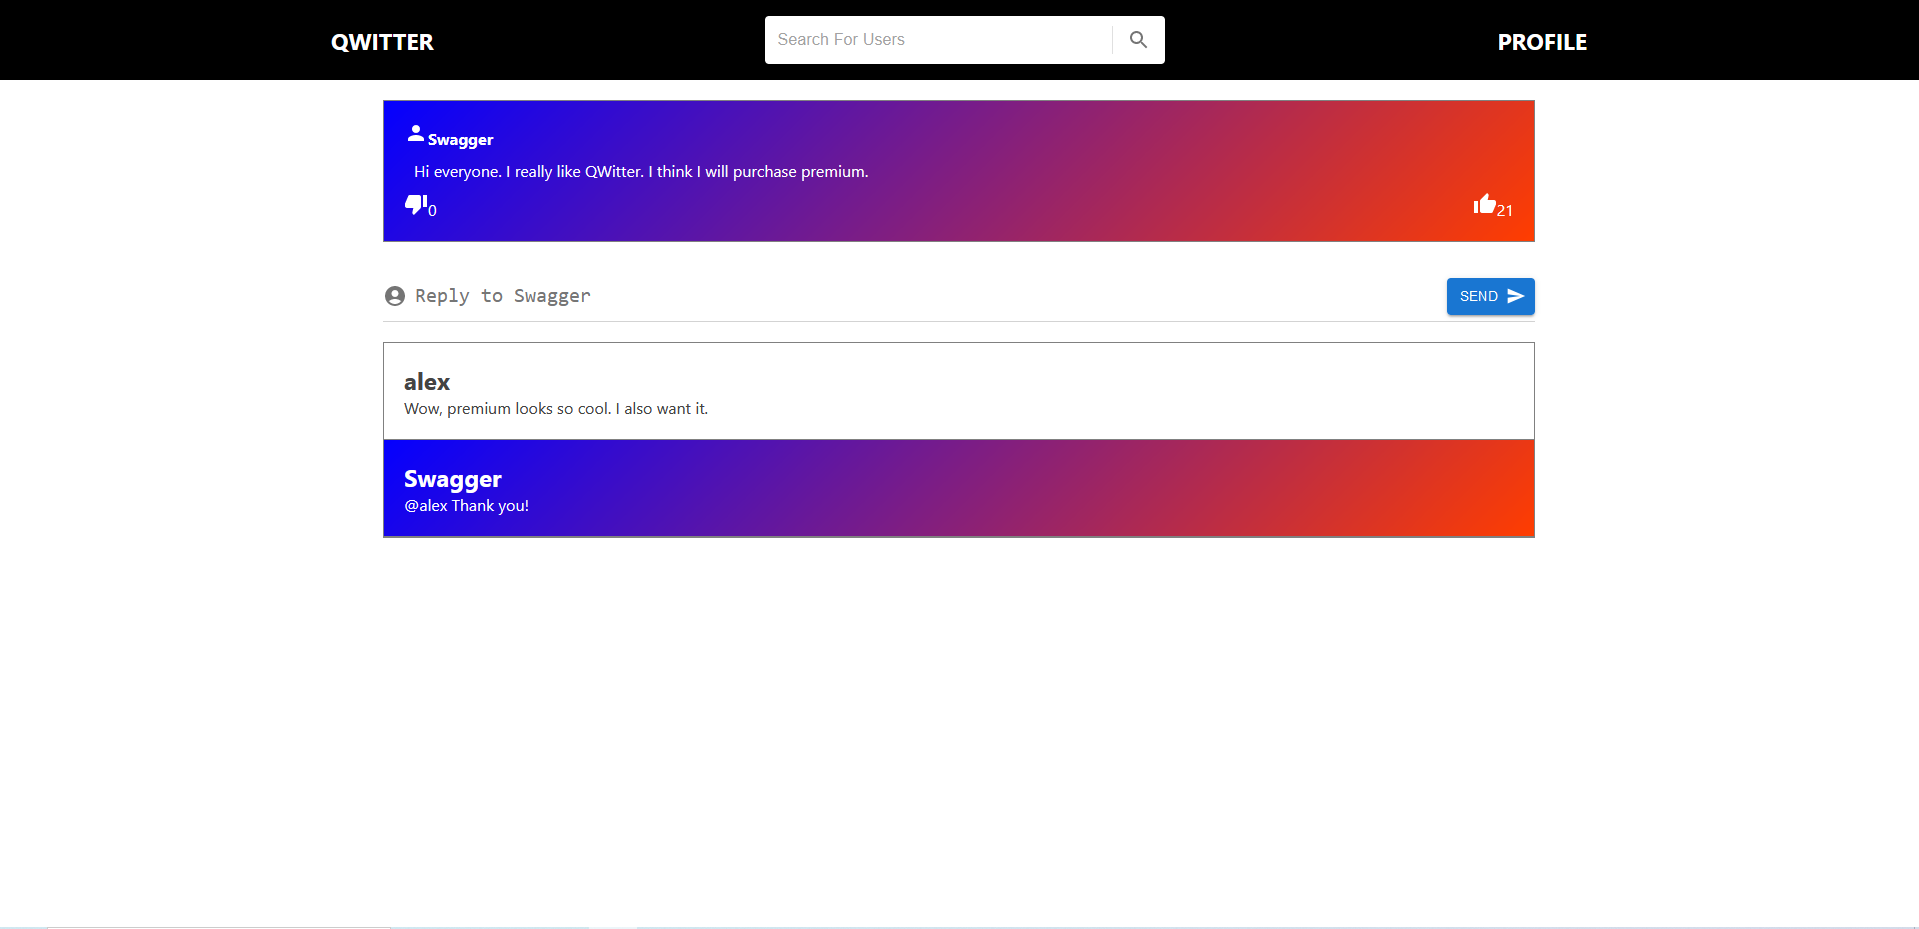 QWITTER
Search For Users
PROFILE
Swagger
Hi everyone. I really like QWitter. I think I will purchase premium.
0
21
Reply to Swagger
SEND
alex
Wow, premium looks so cool. I also want it.
Swagger
@alex Thank you!